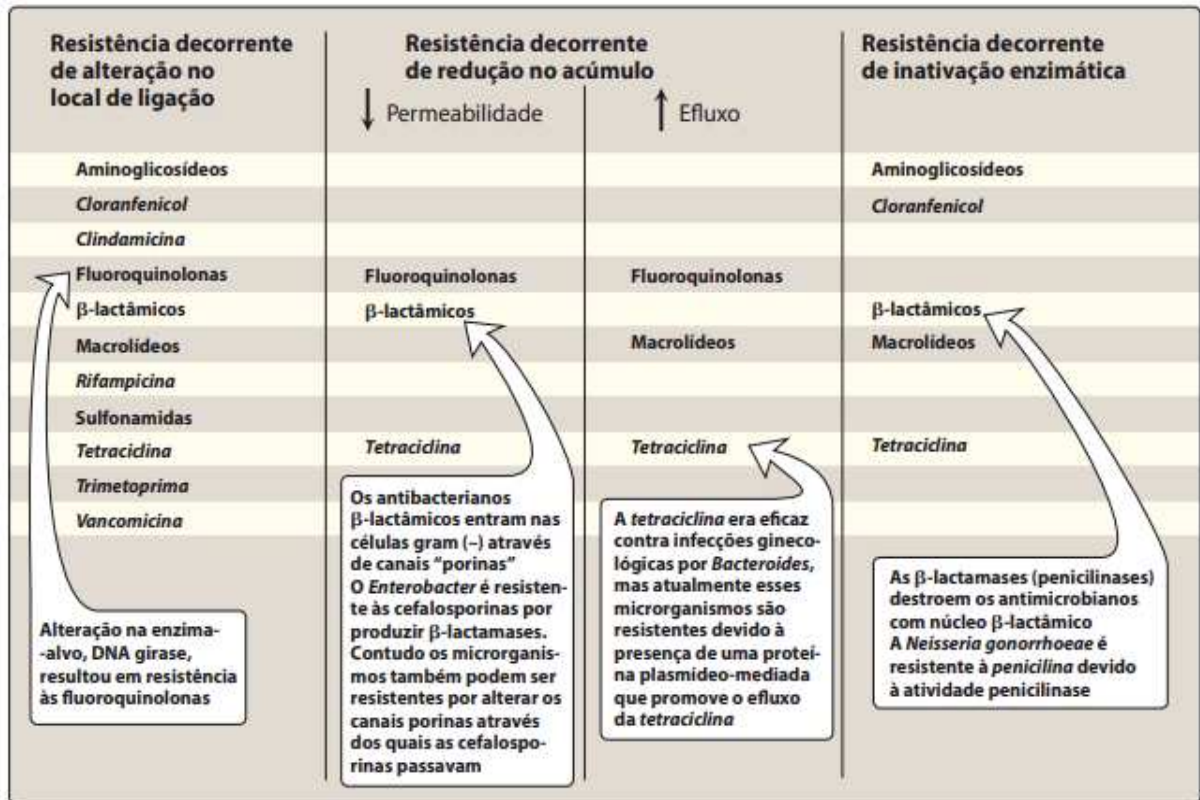 Resistência decorrente
de alteração no
local de ligação
Resistência decorrente
de redução no acúmulo
↓ Permeabilidade
↑ Efluxo
Resistência decorrente
de inativação enzimática
Aminoglicosídeos
Aminoglicosídeos
Cloranfenicol
Cloranfenicol
Clindamicina
Fluoroquinolonas
Fluoroquinolonas
Fluoroquinolonas
β-lactâmicos
β-lactâmicos
β-lactâmicos
Macrolídeos
Macrolídeos
Macrolídeos
Rifampicina
Sulfonamidas
Tetraciclina
Tetraciclina
Tetraciclina
Tetraciclina
Trimetoprima
Vancomicina
Alteração na enzima-
-alvo, DNA girase,
resultou em resistência
às fluoroquinolonas
Os antibacterianos
β-lactâmicos entram nas
células gram (–) através
de canais “porinas”
O Enterobacter é resisten-
te às cefalosporinas por
produzir β-lactamases.
Contudo os microrganis-
mos também podem ser
resistentes por alterar os
canais porinas através
dos quais as cefalospo-
rinas passavam
A tetraciclina era eficaz
contra infecções gineco-
lógicas por Bacteroides,
mas atualmente esses
microrganismos são
resistentes devido à
presença de uma proteí-
na plasmídeo-mediada
que promove o efluxo
da tetraciclina
As β-lactamases (penicilinases)
destroem os antimicrobianos
com núcleo β-lactâmico
A Neisseria gonorrhoeae é
resistente à penicilina devido
à atividade penicilinase